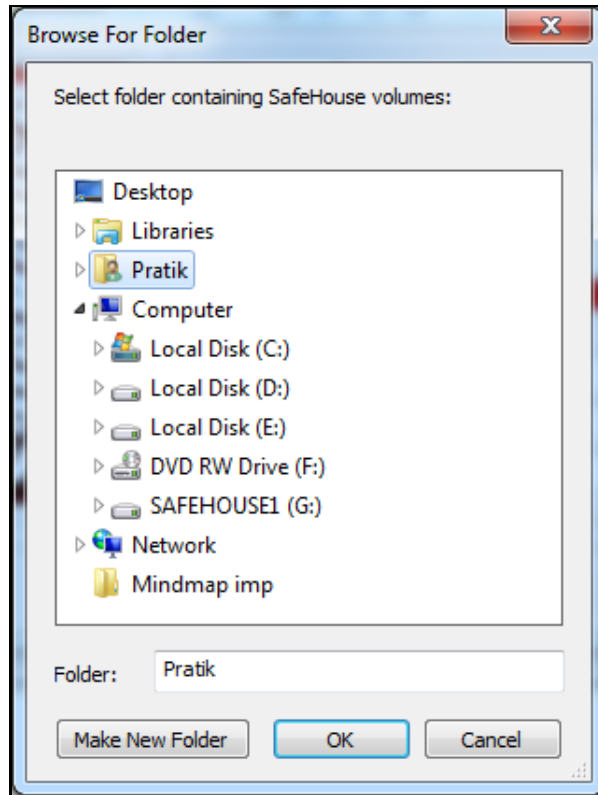 Browse For Folder
Select folder containing SafeHouse volumes:
Desktop
Libraries
Pratik
Computer
Local Disk (C:)
Local Disk (D:)
Local Disk (E:)
DVD RW Drive (F:)
SAFEHOUSE1 (G:)
Network
Mindmap imp
Folder: Pratik
Make New Folder OK Cancel